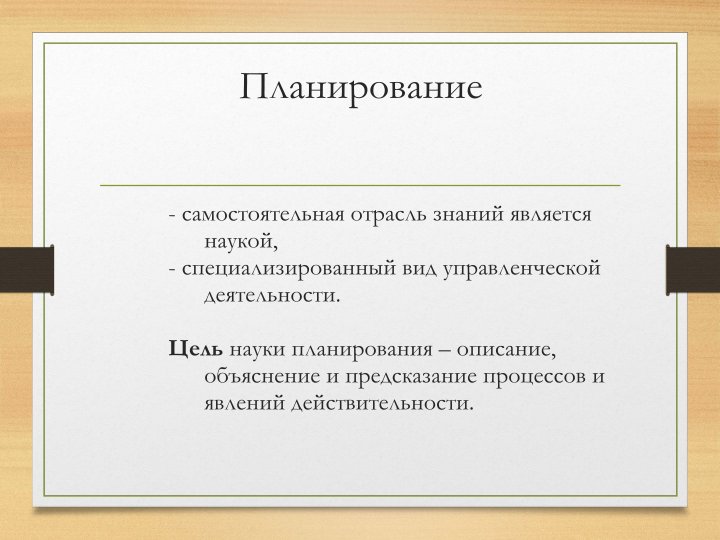 Планирование
- самостоятельная отрасль знаний является
наукой,
- специализированный вид управленческой
деятельности.
Цель науки планирования – описание,
объяснение и предсказание процессов и
явлений действительности.